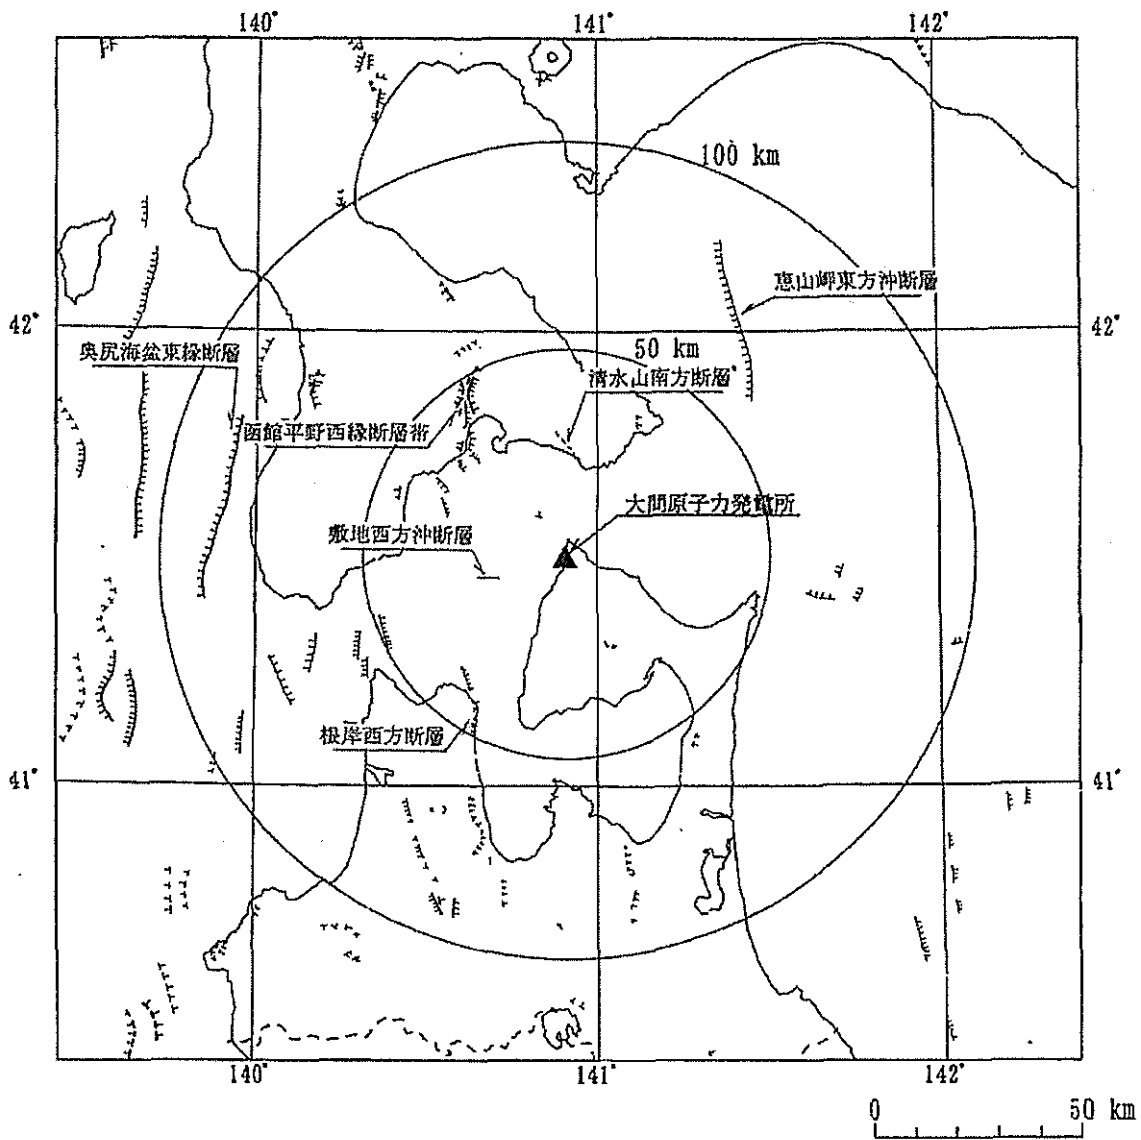 140°
141°
142°
100 km
恵山岬東方沖断層
42°
42°
奥尻海盆東縁断層
50 km
清水山南方断層
函館平野西縁断層帯
大間原子力発電所
敷地西方沖断層
根岸西方断層
41°
41°
140°
141°
142°
0
50 km